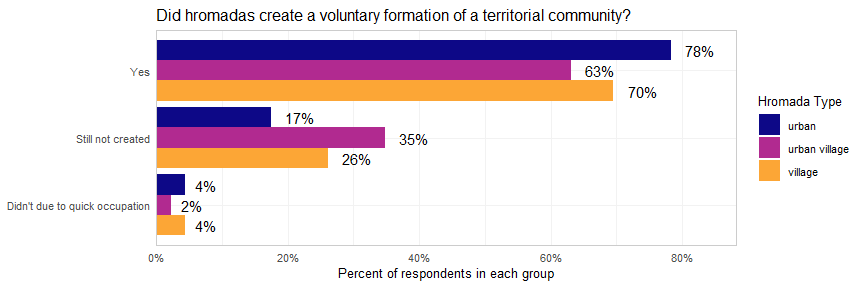 Did hromadas create a voluntary formation of a territorial community?
Yes
78%
63%
70%
Still not created
17%
35%
26%
Didn't due to quick occupation
4%
2%
4%
0%
20%
40%
60%
80%
Percent of respondents in each group
Hromada Type
urban
urban village
village